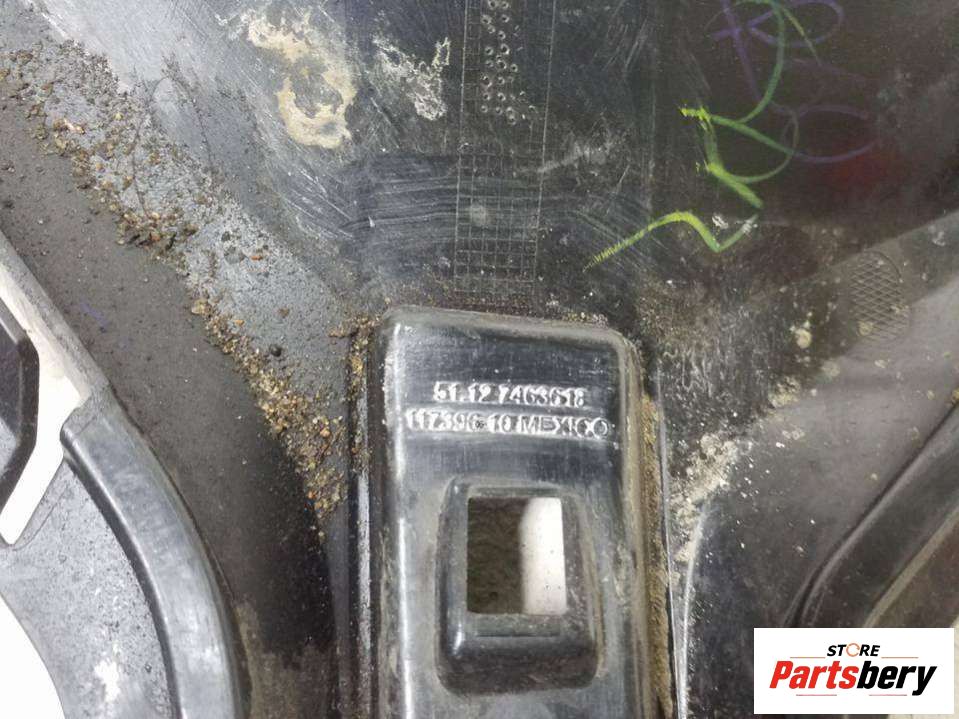 51.12 7463618
117396-10 MEXICO
STORE
Partsbery